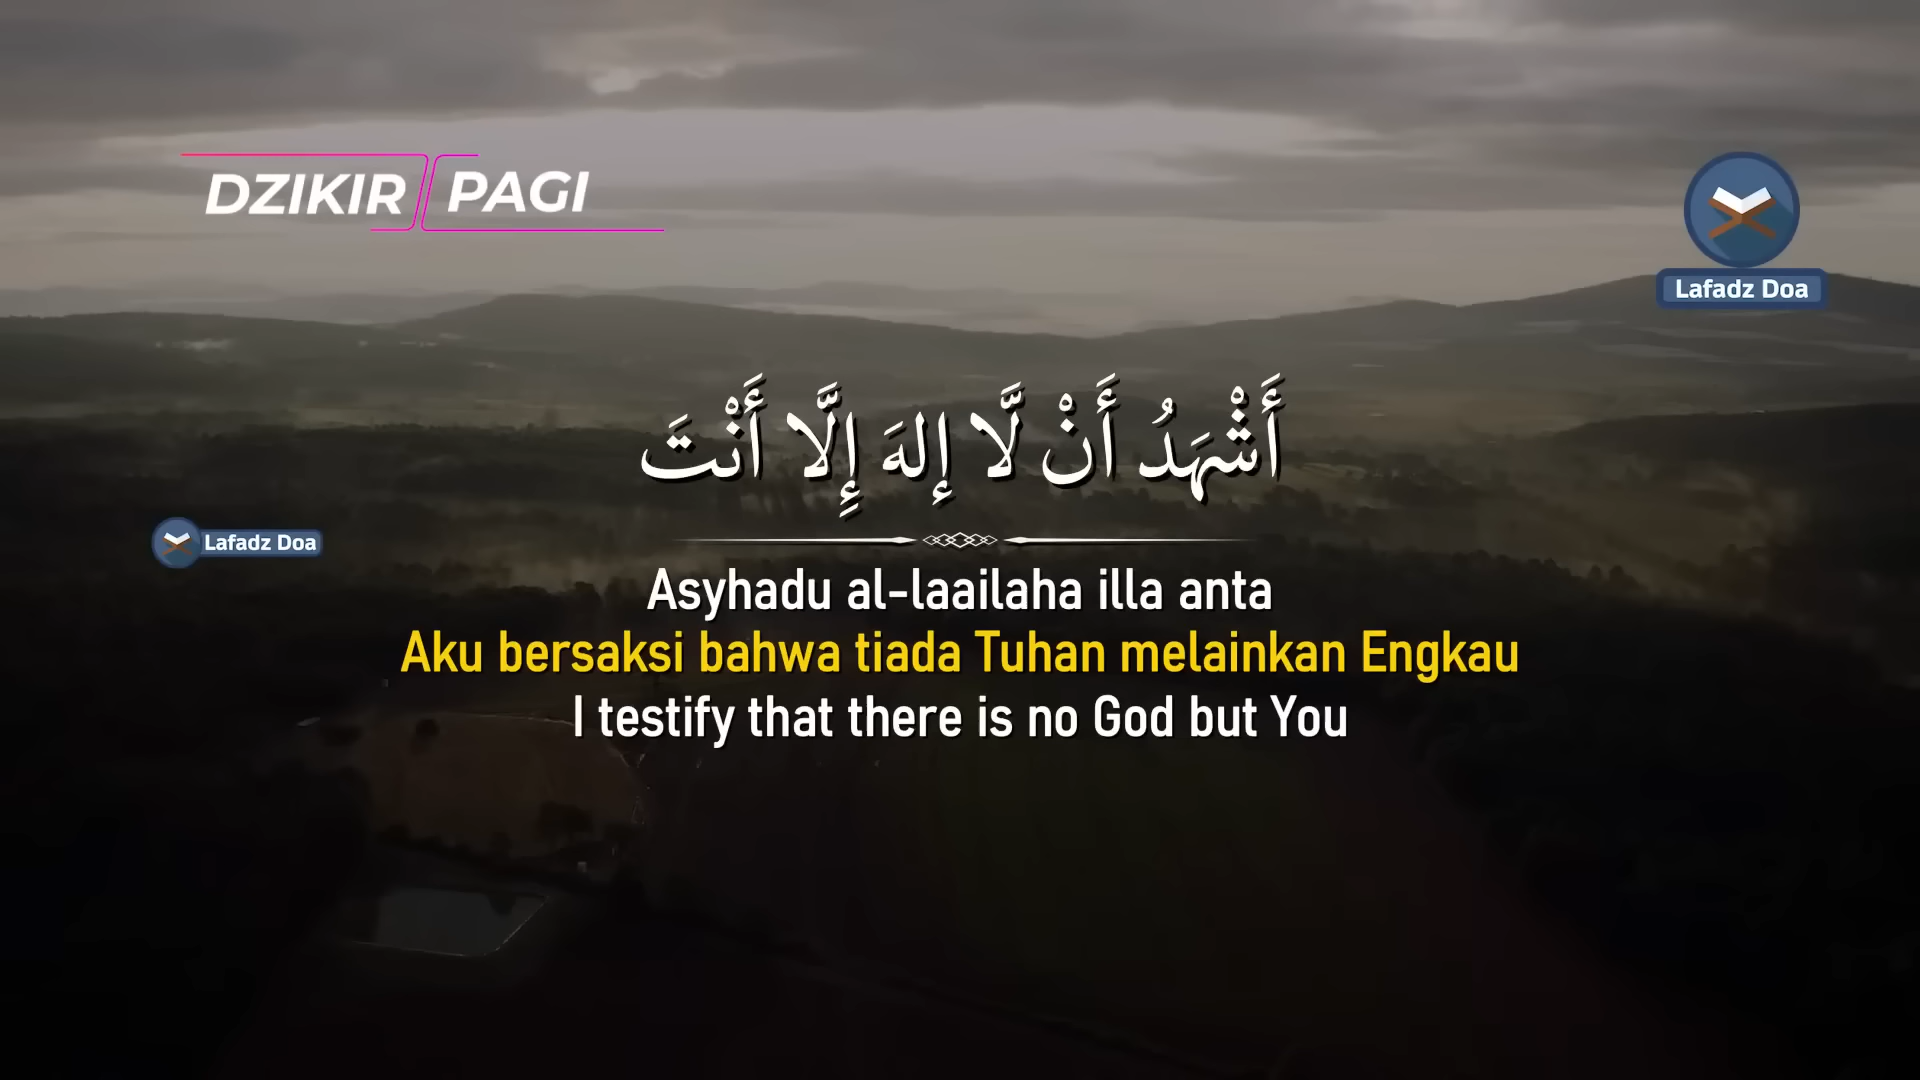 DZIKIR PAGI
Lafadz Doa
أَشْهَدُ أَنْ لَّا إِلهَ إِلَّا أَنْتَ
Lafadz Doa
Asyhadu al-laailaha illa anta
Aku bersaksi bahwa tiada Tuhan melainkan Engkau
I testify that there is no God but You